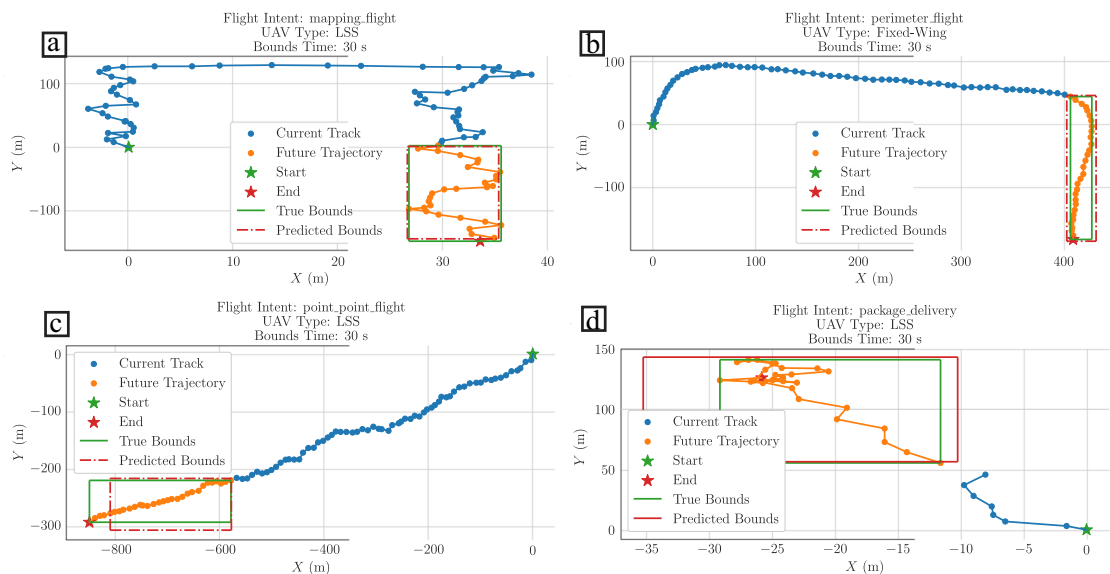 a
Flight Intent: mapping_flight
UAV Type: LSS
Bounds Time: 30 s
100
0
−100
Y (m)
Current Track
Future Trajectory
Start
End
True Bounds
Predicted Bounds
0
10
20
30
40
X (m)
b
Flight Intent: perimeter_flight
UAV Type: Fixed-Wing
Bounds Time: 30 s
100
0
−100
Y (m)
Current Track
Future Trajectory
Start
End
True Bounds
Predicted Bounds
0
100
200
300
400
X (m)
c
Flight Intent: point_point_flight
UAV Type: LSS
Bounds Time: 30 s
0
−100
−200
−300
Y (m)
Current Track
Future Trajectory
Start
End
True Bounds
Predicted Bounds
−800
−600
−400
−200
0
X (m)
d
Flight Intent: package_delivery
UAV Type: LSS
Bounds Time: 30 s
150
100
50
0
Y (m)
Current Track
Future Trajectory
Start
End
True Bounds
Predicted Bounds
−35
−30
−25
−20
−15
−10
−5
0
X (m)